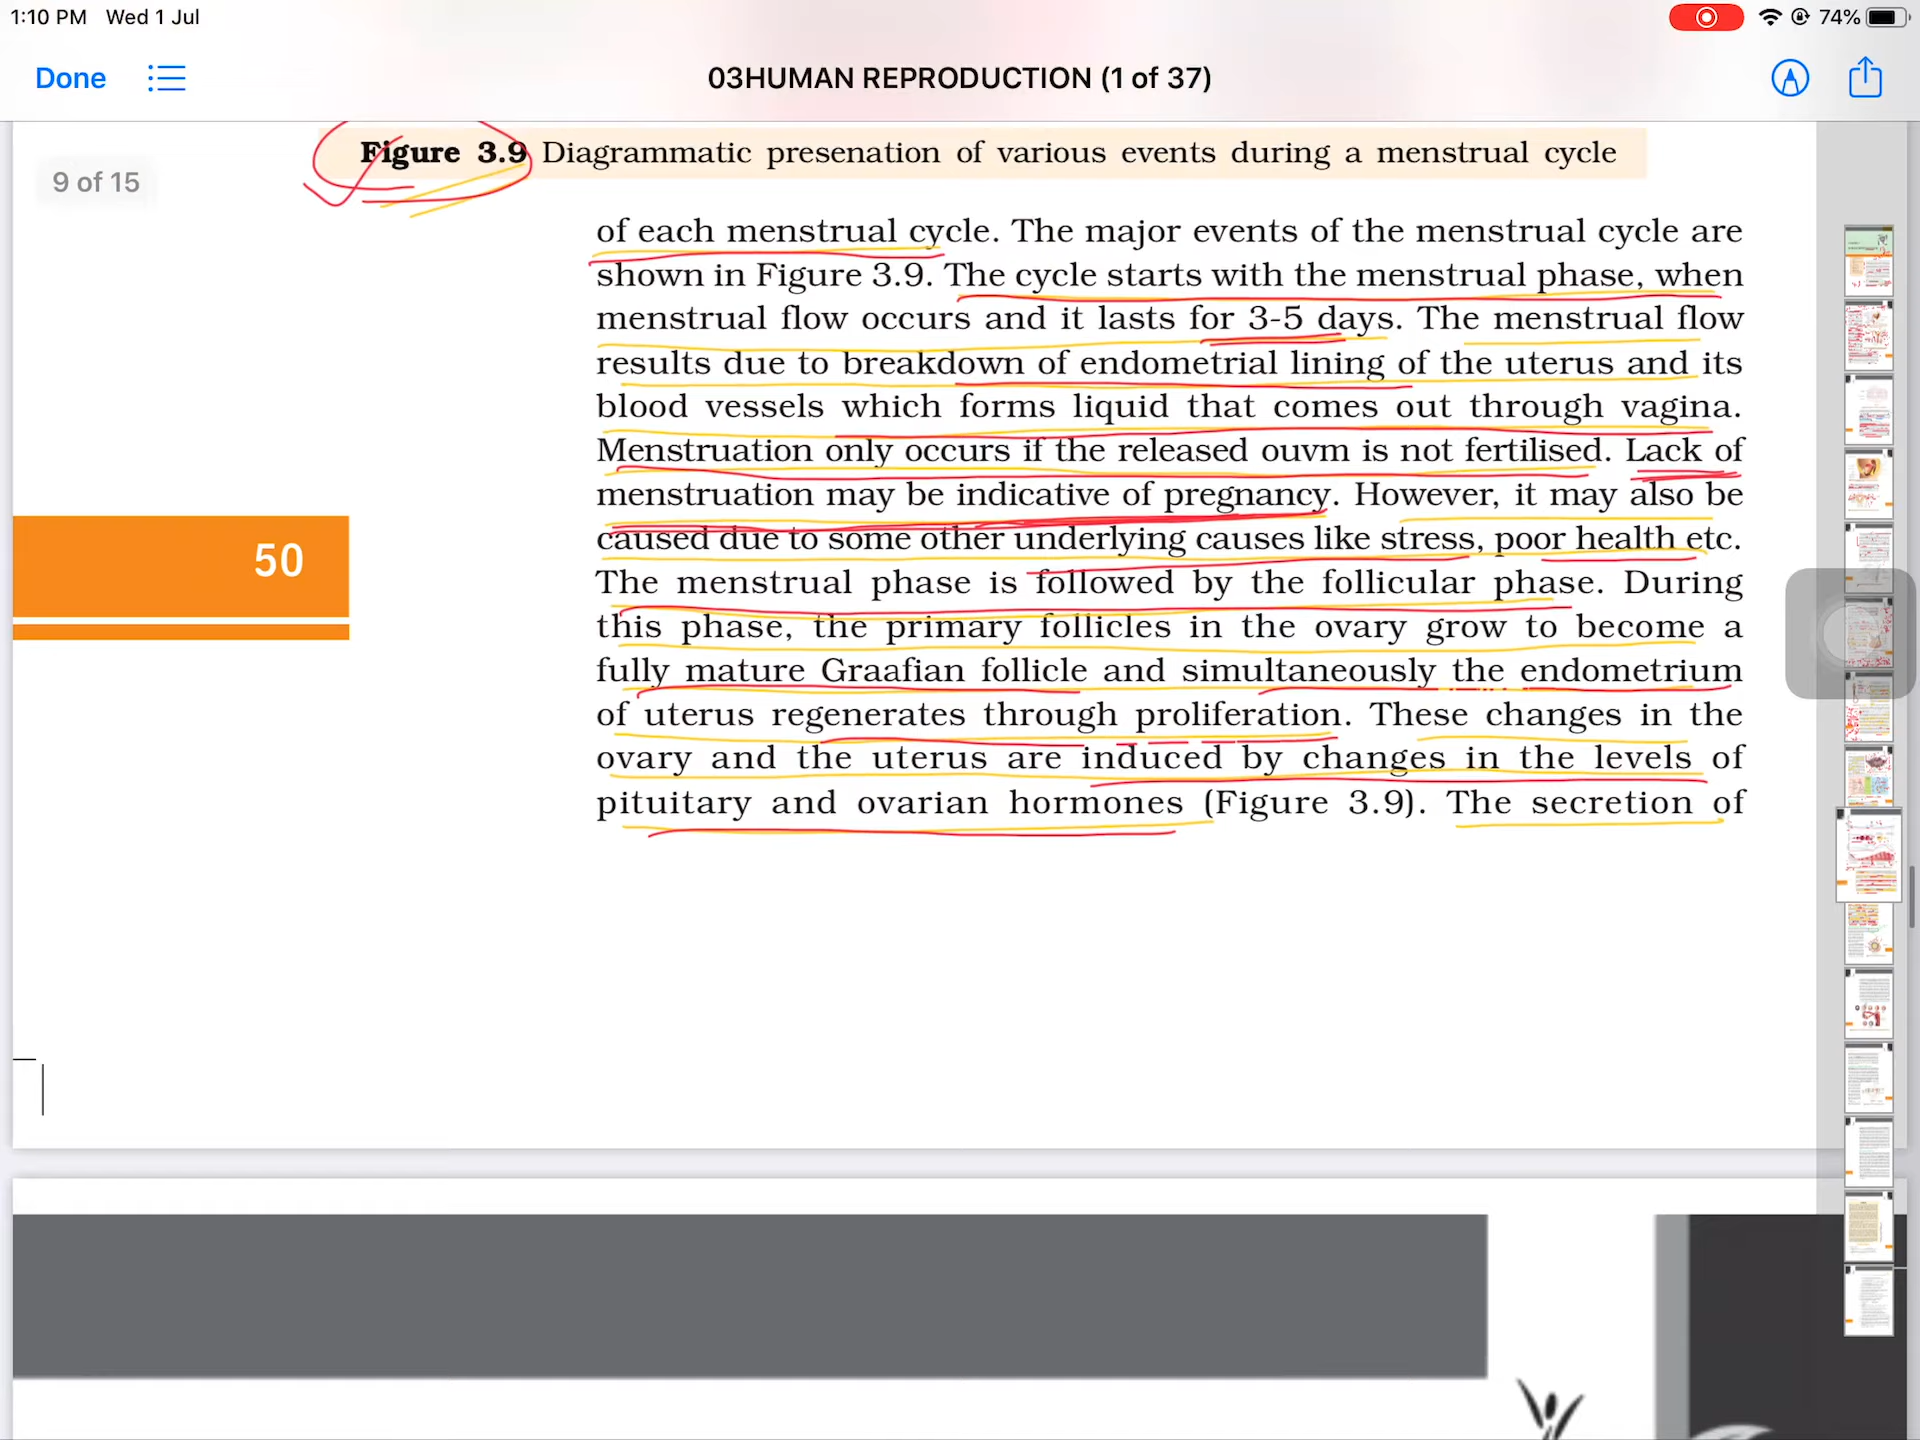 1:10 PM Wed 1 Jul
74%
Done
03HUMAN REPRODUCTION (1 of 37)
Figure 3.9 Diagrammatic presenation of various events during a menstrual cycle
9 of 15
of each menstrual cycle. The major events of the menstrual cycle are
shown in Figure 3.9. The cycle starts with the menstrual phase, when
menstrual flow occurs and it lasts for 3-5 days. The menstrual flow
results due to breakdown of endometrial lining of the uterus and its
blood vessels which forms liquid that comes out through vagina.
Menstruation only occurs if the released ouvm is not fertilised. Lack of
menstruation may be indicative of pregnancy. However, it may also be
caused due to some other underlying causes like stress, poor health etc.
The menstrual phase is followed by the follicular phase. During
this phase, the primary follicles in the ovary grow to become a
fully mature Graafian follicle and simultaneously the endometrium
of uterus regenerates through proliferation. These changes in the
ovary and the uterus are induced by changes in the levels of
pituitary and ovarian hormones (Figure 3.9). The secretion of
50